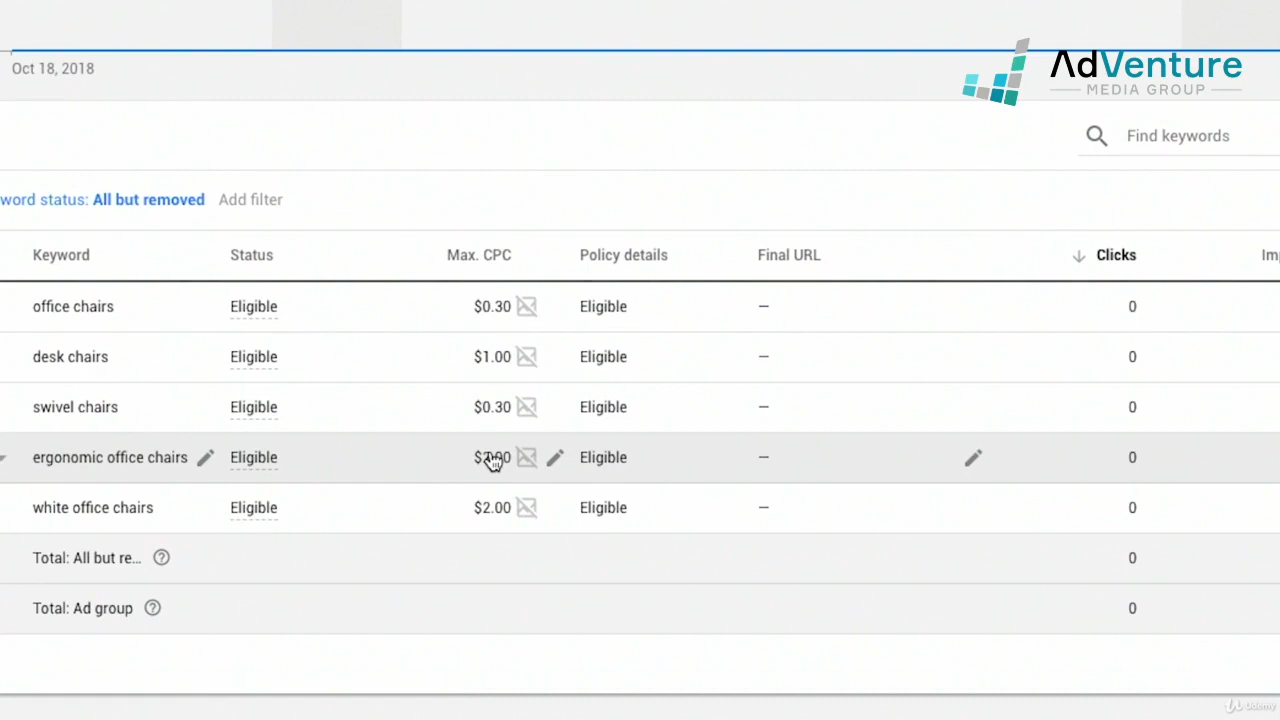 Oct 18, 2018
AdVenture
MEDIA GROUP
Find keywords
word status: All but removed Add filter
Keyword Status Max. CPC Policy details Final URL Clicks Im
office chairs Eligible $0.30 Eligible — 0
desk chairs Eligible $1.00 Eligible — 0
swivel chairs Eligible $0.30 Eligible — 0
ergonomic office chairs Eligible Eligible — 0
white office chairs Eligible $2.00 Eligible — 0
Total: All but re... 0
Total: Ad group 0
Udemy